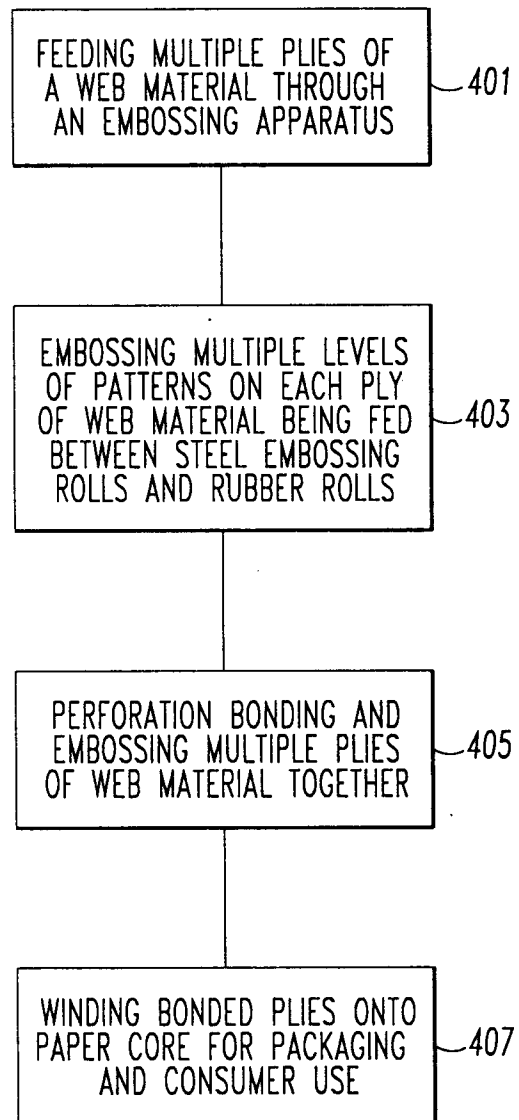 FEEDING MULTIPLE PLIES OF
A WEB MATERIAL THROUGH
AN EMBOSSING APPARATUS
401
EMBOSSING MULTIPLE LEVELS
OF PATTERNS ON EACH PLY
OF WEB MATERIAL BEING FED
BETWEEN STEEL EMBOSSING
ROLLS AND RUBBER ROLLS
403
PERFORATION BONDING AND
EMBOSSING MULTIPLE PLIES
OF WEB MATERIAL TOGETHER
405
WINDING BONDED PLIES ONTO
PAPER CORE FOR PACKAGING
AND CONSUMER USE
407